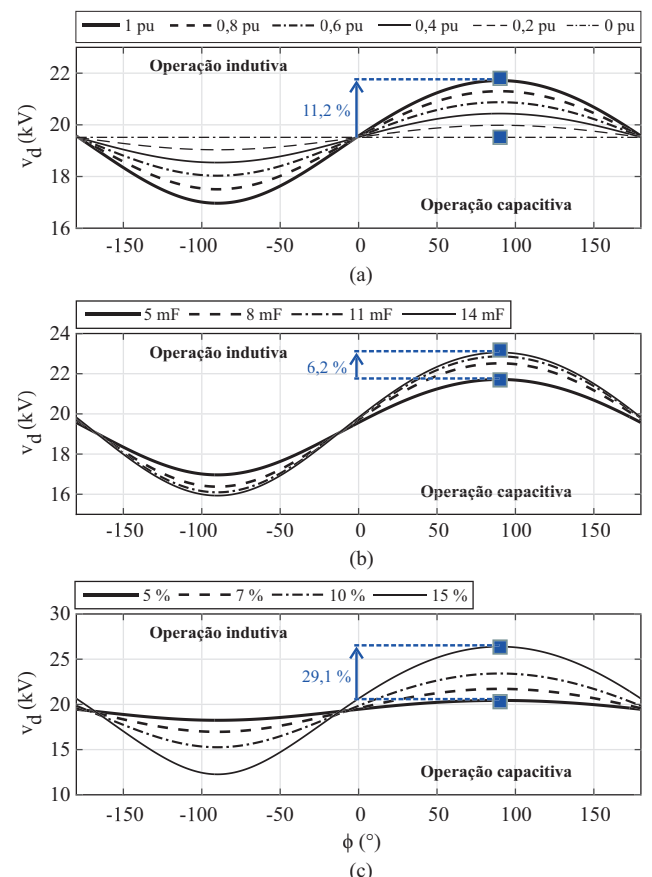 1 pu 0,8 pu 0,6 pu 0,4 pu 0,2 pu 0 pu
Operação indutiva
22
20
18
16
v_d (kV)
11,2 %
Operação capacitiva
-150 -100 -50 0 50 100 150
(a)
5 mF 8 mF 11 mF 14 mF
24
22
20
18
16
v_d (kV)
Operação indutiva
6,2 %
Operação capacitiva
-150 -100 -50 0 50 100 150
(b)
5 % 7 % 10 % 15 %
30
25
20
15
10
v_d (kV)
Operação indutiva
29,1 %
Operação capacitiva
-150 -100 -50 0 50 100 150
ϕ (°)
(c)